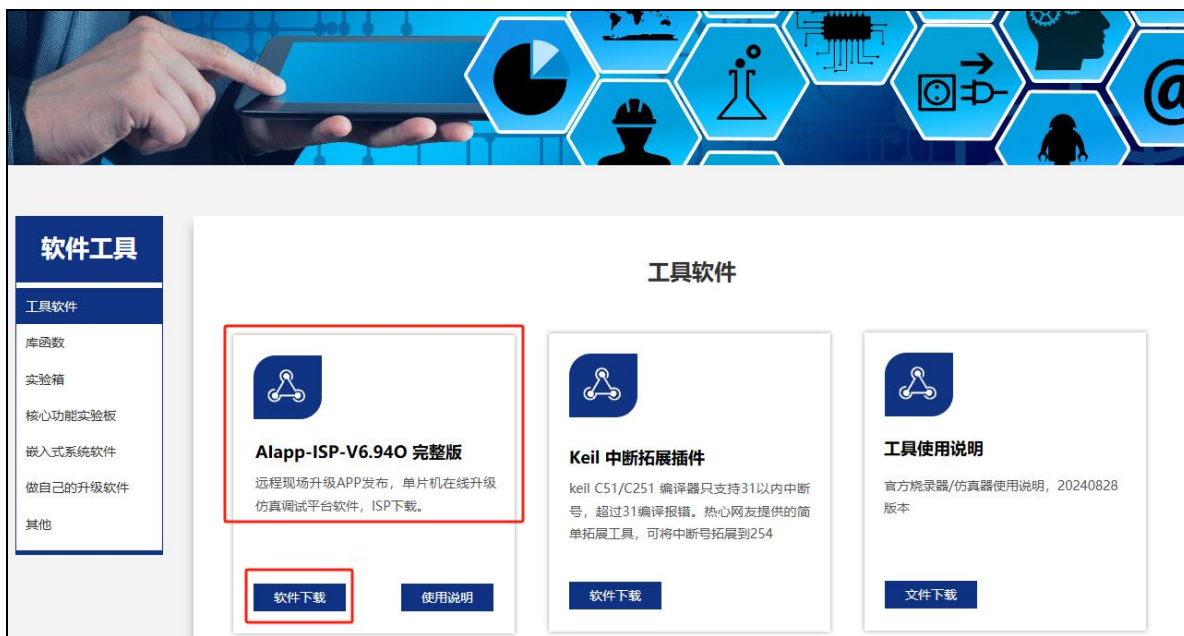 软件工具
工具软件
库函数
实验箱
核心功能实验板
嵌入式系统软件
做自己的升级软件
其他
工具软件
AIapp-ISP-V6.94O 完整版
远程现场升级APP发布，单片机在线升级
仿真调试平台软件，ISP下载。
软件下载
使用说明
Keil 中断拓展插件
keil C51/C251 编译器只支持31以内中断
号，超过31编译报错。热心网友提供的简
单拓展工具，可将中断号拓展到254
软件下载
工具使用说明
官方烧录器/仿真器使用说明，20240828
版本
文件下载